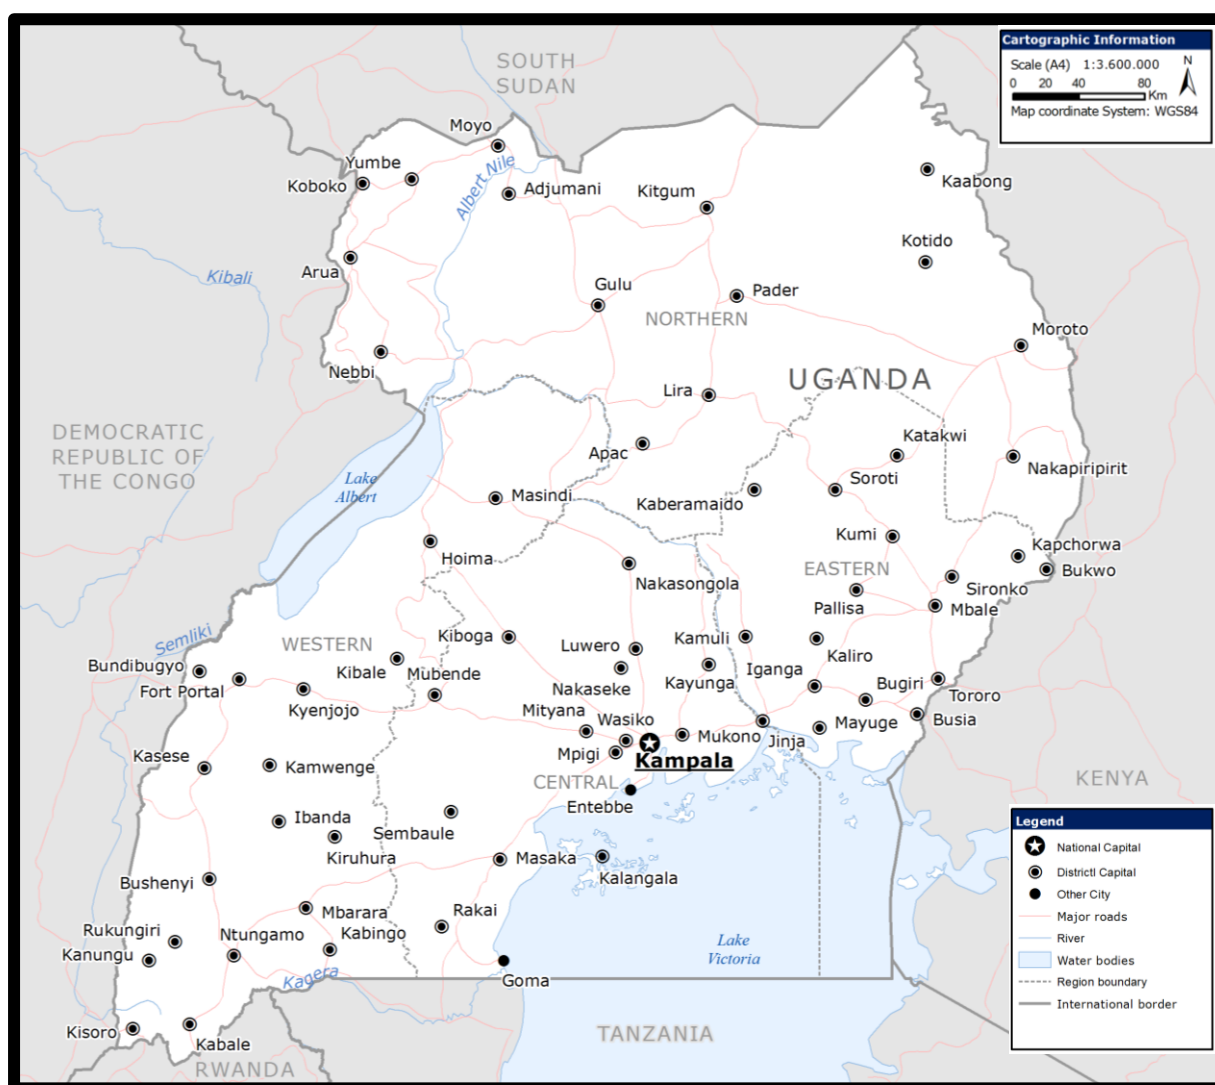 Cartographic Information
Scale (A4) 1:3.600.000
N
0 20 40 80
Km
Map coordinate System: WGS84
SOUTH
SUDAN
Moyo
Yumbe
Koboko
Albert Nile
Adjumani
Kitgum
Kaabong
Kotido
Arua
Kibali
Gulu
Pader
NORTHERN
Moroto
Nebbi
UGANDA
Lira
DEMOCRATIC
REPUBLIC OF
THE CONGO
Katakwi
Apac
Nakapiripirit
Lake
Albert
Masindi
Kaberamaido
Soroti
Kumi
Kapchorwa
Hoima
Bukwo
EASTERN
Nakasongola
Sironko
Pallisa
Mbale
Semliki
WESTERN
Kiboga
Luwero
Kamuli
Kaliro
Bundibugyo
Kibale
Mubende
Iganga
Fort Portal
Nakaseke
Kayunga
Bugiri
Tororo
Kyenjojo
Mityana
Wasiko
Mayuge
Busia
Mukono
Jinja
Kasese
Mpigi
Kampala
Kamwenge
CENTRAL
KENYA
Entebbe
Ibanda
Sembaule
Kiruhura
Masaka
Kalangala
Bushenyi
Mbarara
Rakai
Rukungiri
Ntungamo
Kabingo
Kanungu
Lake
Victoria
Kagera
Goma
Kisoro
Kabale
TANZANIA
RWANDA
Legend
National Capital
Districtl Capital
Other City
Major roads
River
Water bodies
Region boundary
International border